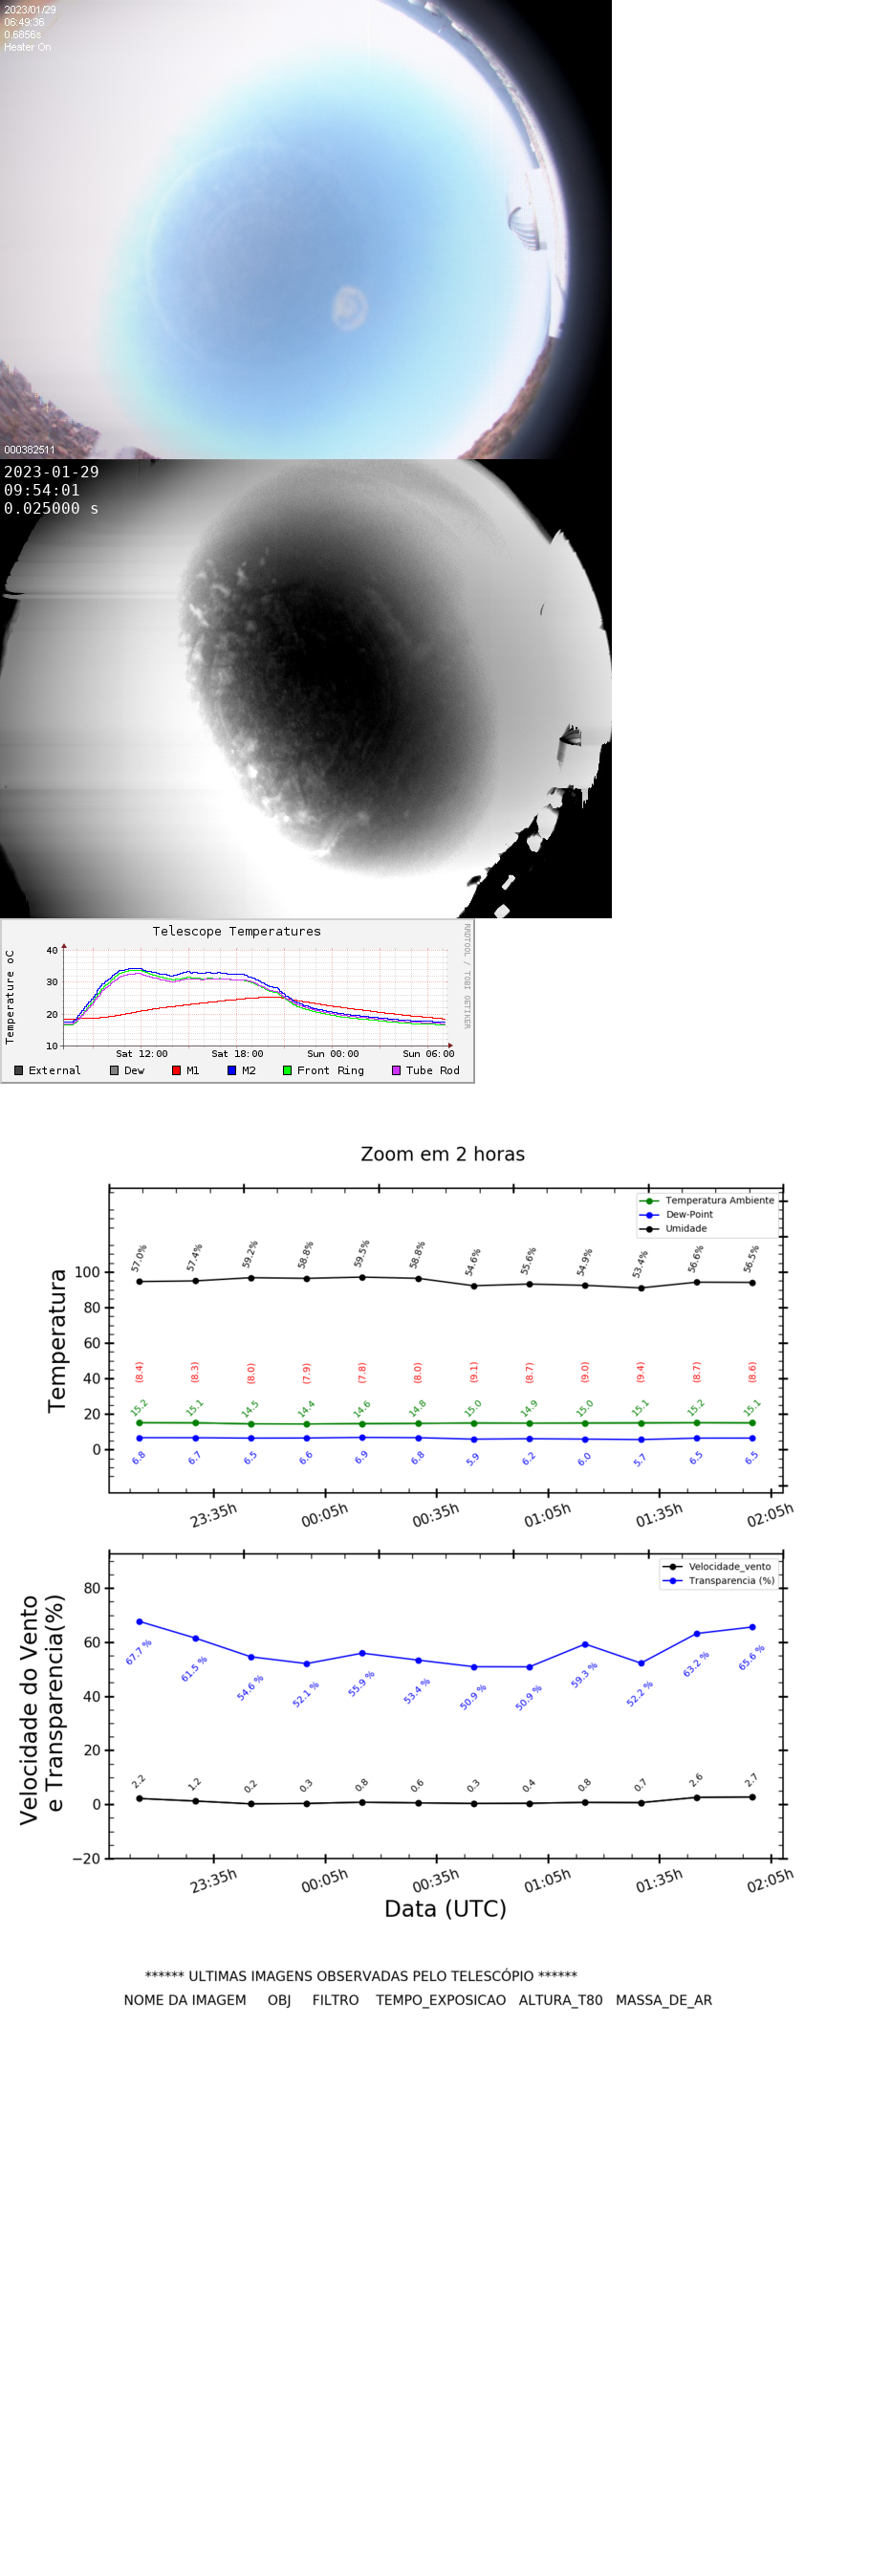 2023/01/29
06:49:36
0.6856s
Heater On
000382511
2023-01-29
09:54:01
0.025000 s
Telescope Temperatures
RRDTOOL / TOBI OETIKER
Temperature oC
40
30
20
10
Sat 12:00 Sat 18:00 Sun 00:00 Sun 06:00
External Dew M1 M2 Front Ring Tube Rod
Zoom em 2 horas
Temperatura Ambiente
Dew-Point
Umidade
Temperatura
100
80
60
40
20
0
57.0% 57.4% 59.2% 58.8% 59.5% 58.8% 54.6% 55.6% 54.9% 53.4% 56.6% 56.5%
(8.4) (8.3) (8.0) (7.9) (7.8) (8.0) (9.1) (8.7) (9.0) (9.4) (8.7) (8.6)
15.2 15.1 14.5 14.4 14.6 14.8 15.0 14.9 15.0 15.1 15.2 15.1
6.8 6.7 6.5 6.6 6.9 6.8 5.9 6.2 6.0 5.7 6.5 6.5
23:35h 00:05h 00:35h 01:05h 01:35h 02:05h
Velocidade_vento
Transparencia (%)
Velocidade do Vento
e Transparencia(%)
80
60
40
20
0
−20
67.7 % 61.5 % 54.6 % 52.1 % 55.9 % 53.4 % 50.9 % 50.9 % 59.3 % 52.2 % 63.2 % 65.6 %
2.2 1.2 0.2 0.3 0.8 0.6 0.3 0.4 0.8 0.7 2.6 2.7
23:35h 00:05h 00:35h 01:05h 01:35h 02:05h
Data (UTC)
****** ULTIMAS IMAGENS OBSERVADAS PELO TELESCÓPIO ******
NOME DA IMAGEM OBJ FILTRO TEMPO_EXPOSICAO ALTURA_T80 MASSA_DE_AR